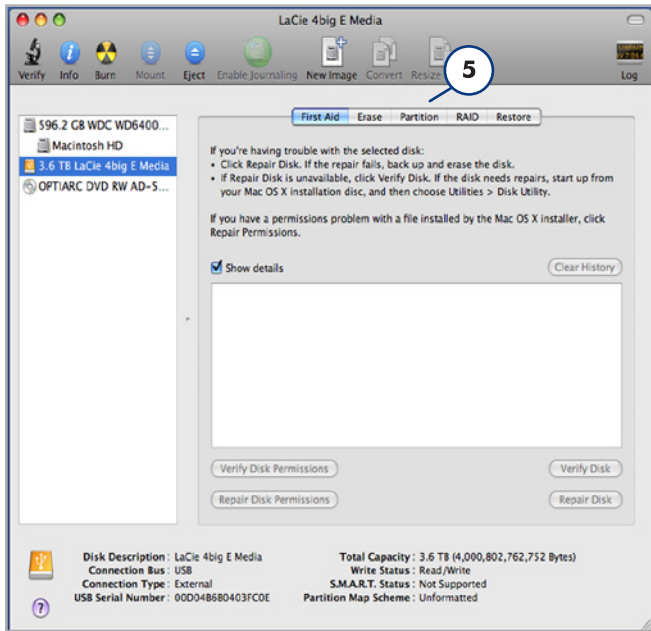 LaCie 4big E Media
Verify Info Burn Mount Eject Enable Journaling New Image Convert Resize Log
5
First Aid Erase Partition RAID Restore
596.2 GB WDC WD6400...
Macintosh HD
3.6 TB LaCie 4big E Media
OPTIARC DVD RW AD-5...
If you're having trouble with the selected disk:
• Click Repair Disk. If the repair fails, back up and erase the disk.
• If Repair Disk is unavailable, click Verify Disk. If the disk needs repairs, start up from
your Mac OS X installation disc, and then choose Utilities > Disk Utility.
If you have a permissions problem with a file installed by the Mac OS X installer, click
Repair Permissions.
Show details
Clear History
Verify Disk Permissions
Verify Disk
Repair Disk Permissions
Repair Disk
Disk Description : LaCie 4big E Media
Connection Bus : USB
Connection Type : External
USB Serial Number : 00D04B6B0403FC0E
Total Capacity : 3.6 TB (4,000,802,762,752 Bytes)
Write Status : Read/Write
S.M.A.R.T. Status : Not Supported
Partition Map Scheme : Unformatted
?